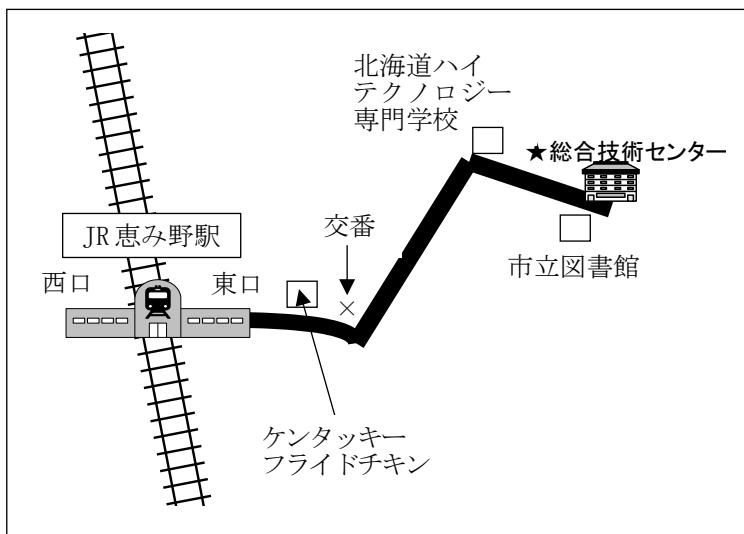 北海道ハイ
テクノロジー
専門学校
★総合技術センター
JR恵み野駅
交番
市立図書館
西口
東口
ケンタッキー
フライドチキン